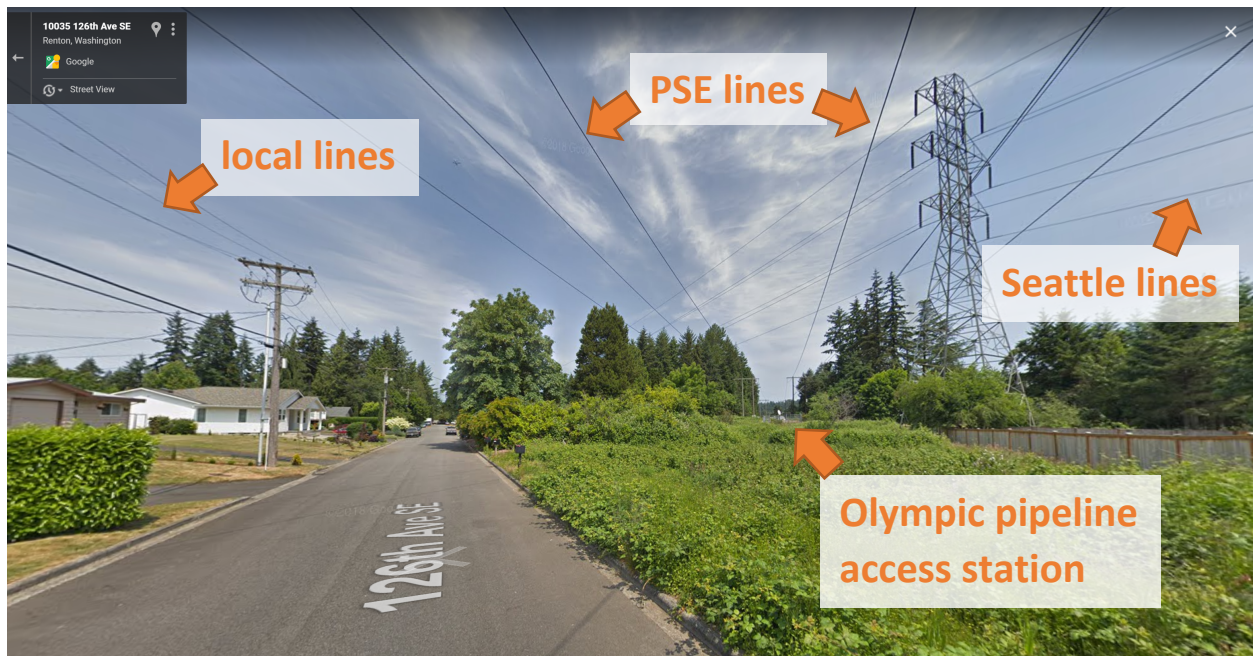 10035 126th Ave SE
Renton, Washington
Google
Street View
PSE lines
local lines
Seattle lines
Olympic pipeline
access station
126th Ave SE